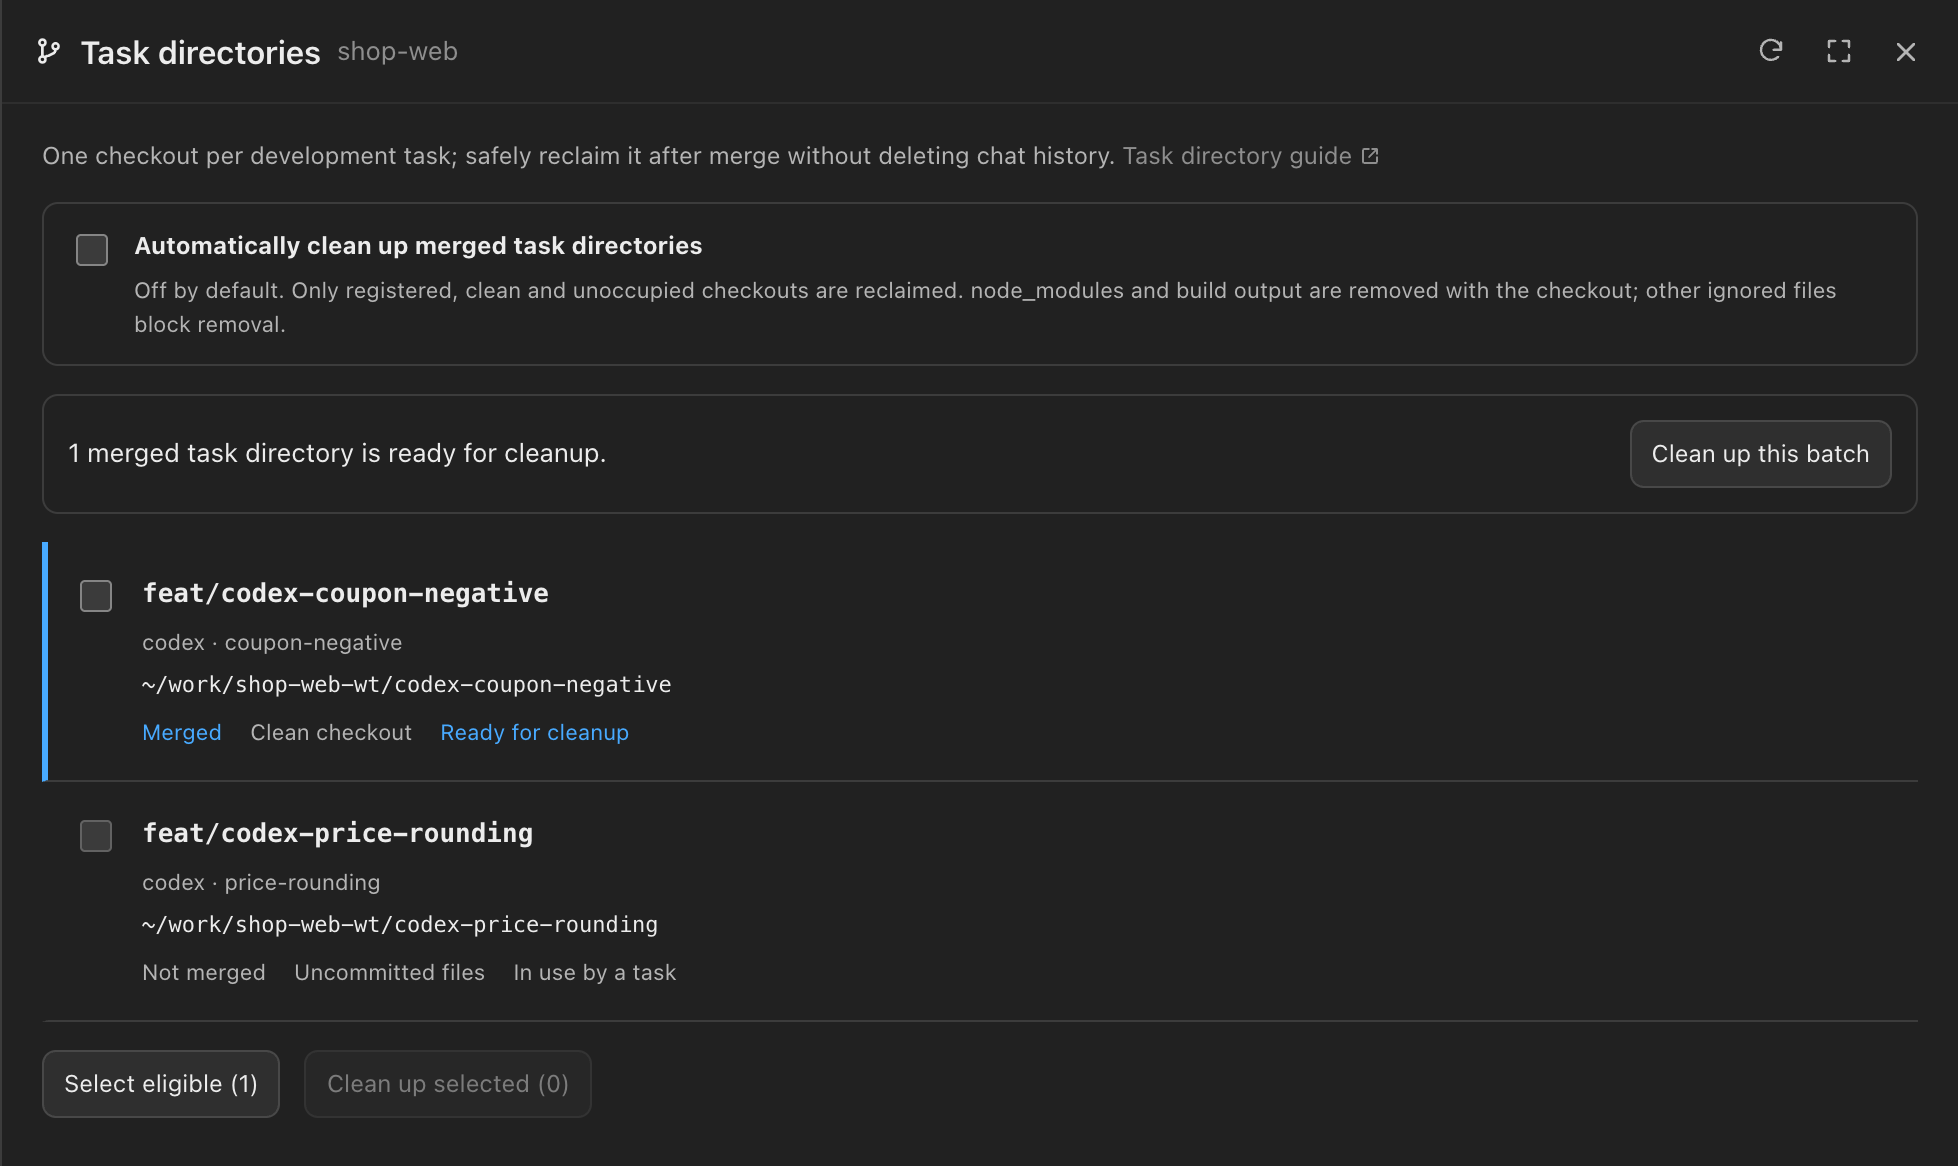 Task directories shop-web
One checkout per development task; safely reclaim it after merge without deleting chat history. Task directory guide
Automatically clean up merged task directories
Off by default. Only registered, clean and unoccupied checkouts are reclaimed. node_modules and build output are removed with the checkout; other ignored files
block removal.
1 merged task directory is ready for cleanup.
Clean up this batch
feat/codex-coupon-negative
codex · coupon-negative
~/work/shop-web-wt/codex-coupon-negative
Merged Clean checkout Ready for cleanup
feat/codex-price-rounding
codex · price-rounding
~/work/shop-web-wt/codex-price-rounding
Not merged Uncommitted files In use by a task
Select eligible (1) Clean up selected (0)